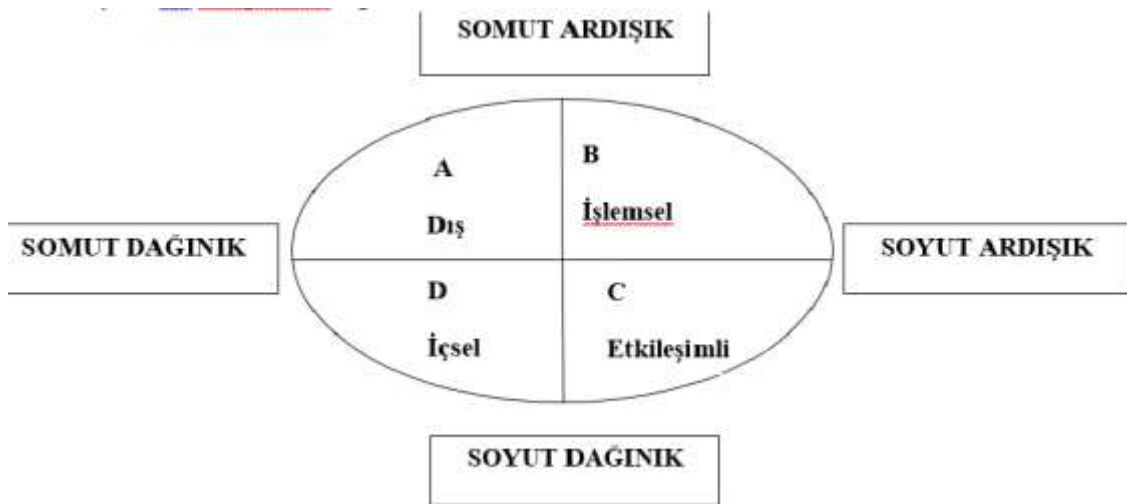 SOMUT ARDIŞIK
A
B
Dış
İşlemsel
SOMUT DAĞINIK
SOYUT ARDIŞIK
D
C
İçsel
Etkileşimli
SOYUT DAĞINIK